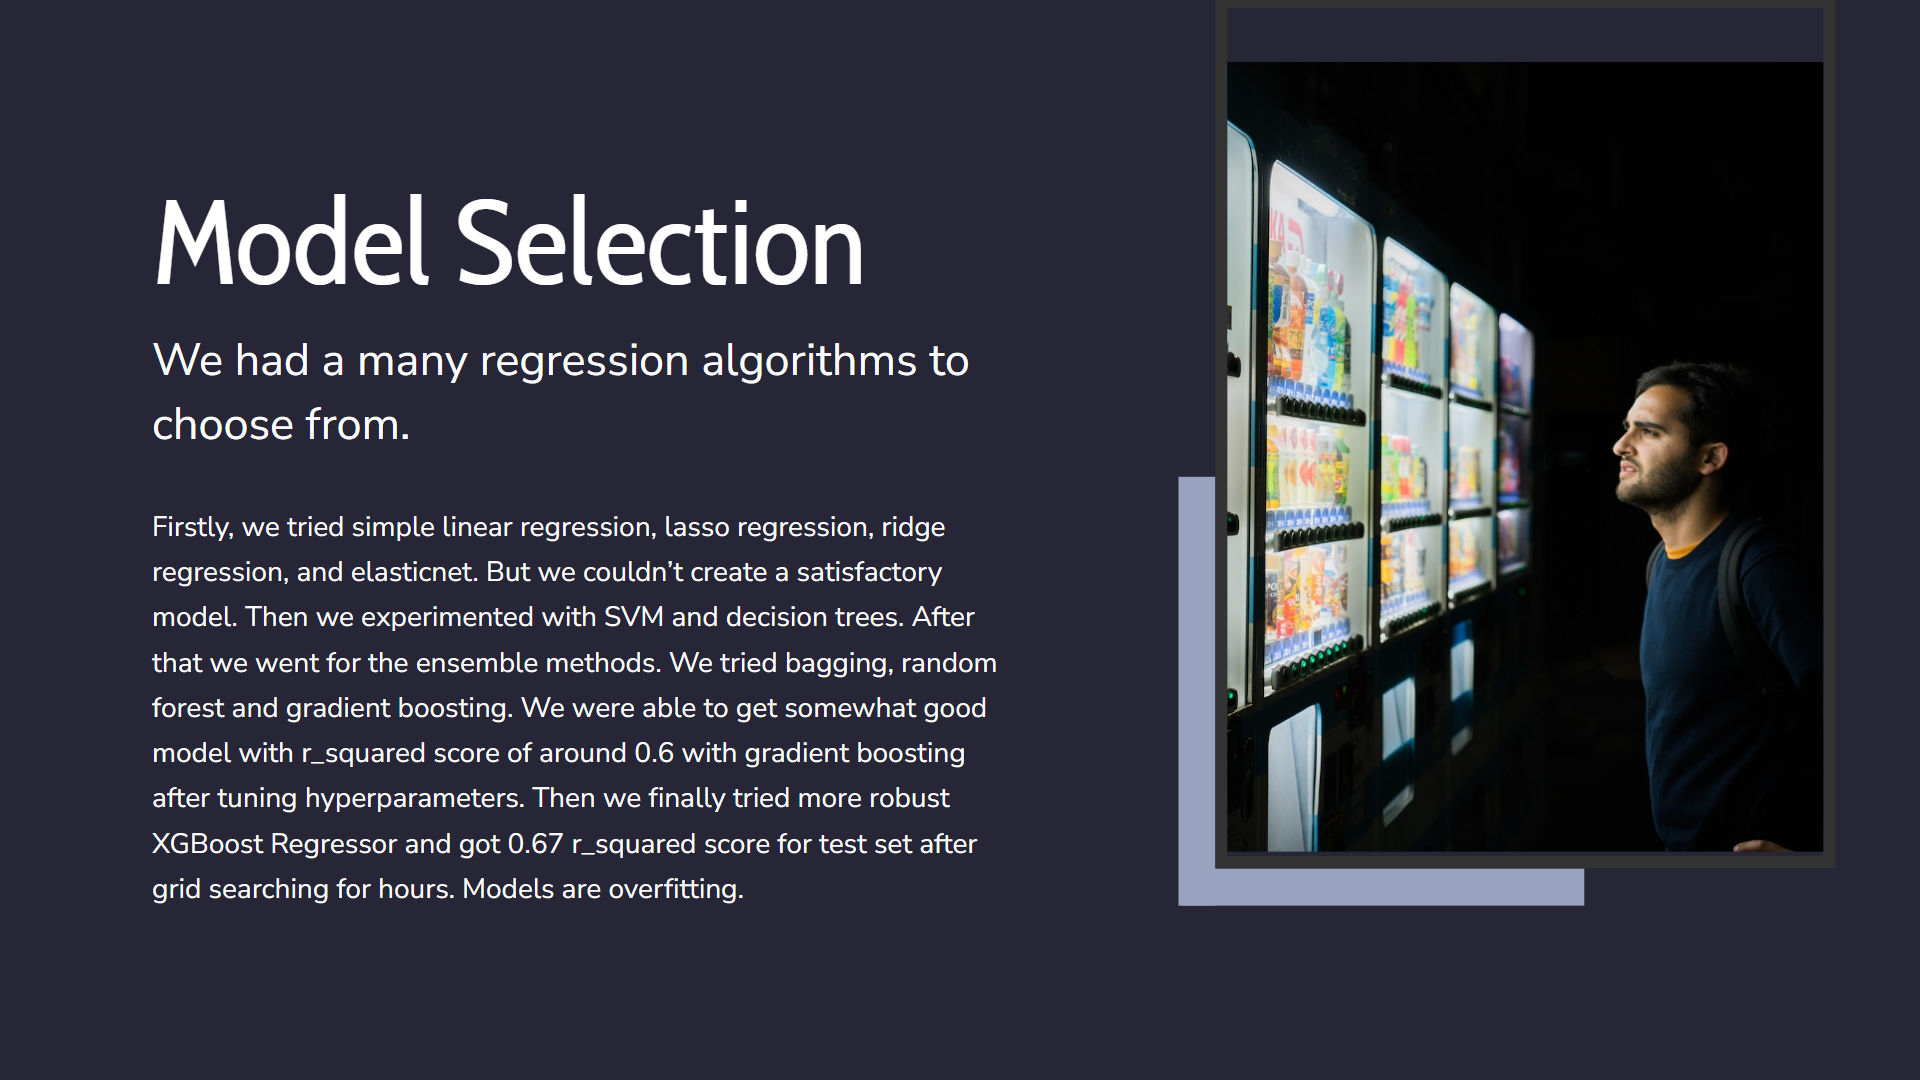 Model Selection
We had a many regression algorithms to
choose from.
Firstly, we tried simple linear regression, lasso regression, ridge
regression, and elasticnet. But we couldn’t create a satisfactory
model. Then we experimented with SVM and decision trees. After
that we went for the ensemble methods. We tried bagging, random
forest and gradient boosting. We were able to get somewhat good
model with r_squared score of around 0.6 with gradient boosting
after tuning hyperparameters. Then we finally tried more robust
XGBoost Regressor and got 0.67 r_squared score for test set after
grid searching for hours. Models are overfitting.